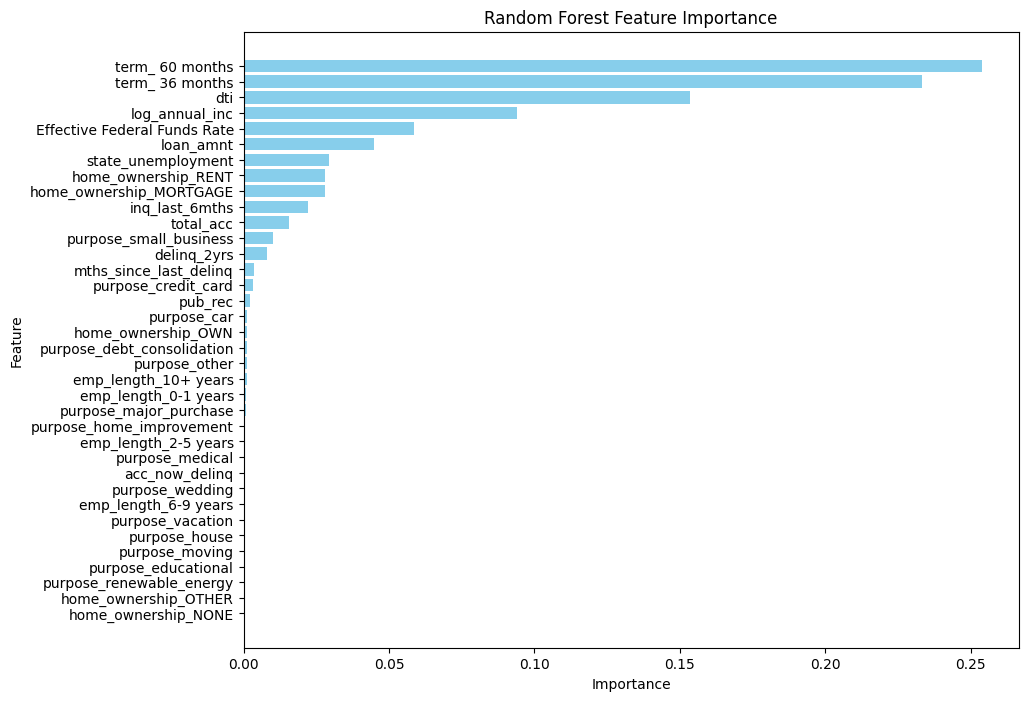 Random Forest Feature Importance
term_ 60 months
term_ 36 months
dti
log_annual_inc
Effective Federal Funds Rate
loan_amnt
state_unemployment
home_ownership_RENT
home_ownership_MORTGAGE
inq_last_6mths
total_acc
purpose_small_business
delinq_2yrs
mths_since_last_delinq
purpose_credit_card
pub_rec
purpose_car
home_ownership_OWN
purpose_debt_consolidation
purpose_other
emp_length_10+ years
emp_length_0-1 years
purpose_major_purchase
purpose_home_improvement
emp_length_2-5 years
purpose_medical
acc_now_delinq
purpose_wedding
emp_length_6-9 years
purpose_vacation
purpose_house
purpose_moving
purpose_educational
purpose_renewable_energy
home_ownership_OTHER
home_ownership_NONE
Feature
0.00 0.05 0.10 0.15 0.20 0.25
Importance